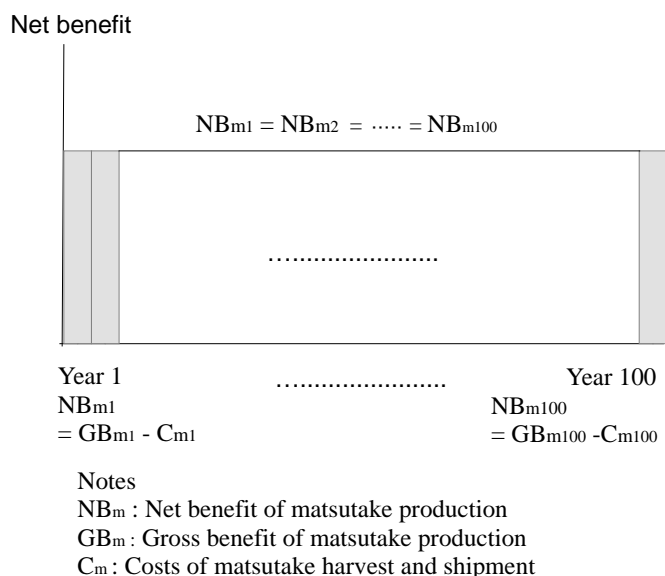 Net benefit
NBm1 = NBm2 = ····· = NBm100
…......................
Year 1 …....................... Year 100
NBm1 NBm100
= GBm1 - Cm1 = GBm100 -Cm100
Notes
NBm : Net benefit of matsutake production
GBm : Gross benefit of matsutake production
Cm : Costs of matsutake harvest and shipment